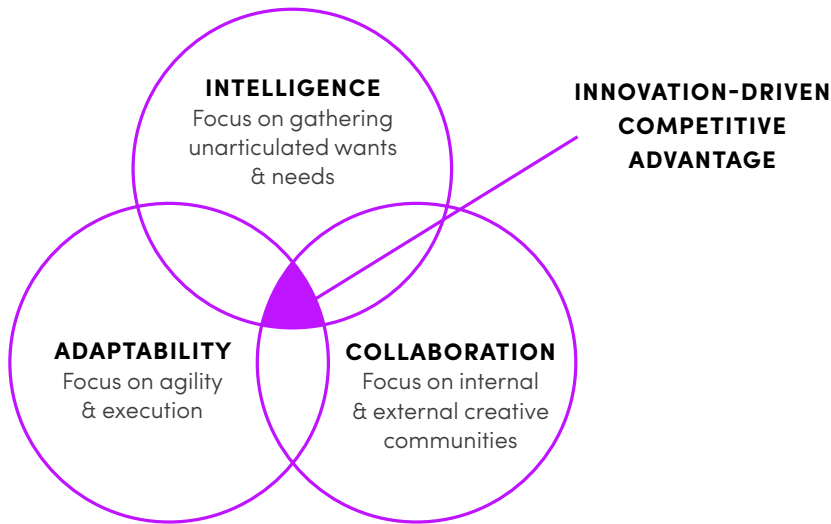 INTELLIGENCE
Focus on gathering
unarticulated wants
& needs
INNOVATION-DRIVEN
COMPETITIVE
ADVANTAGE
ADAPTABILITY
Focus on agility
& execution
COLLABORATION
Focus on internal
& external creative
communities